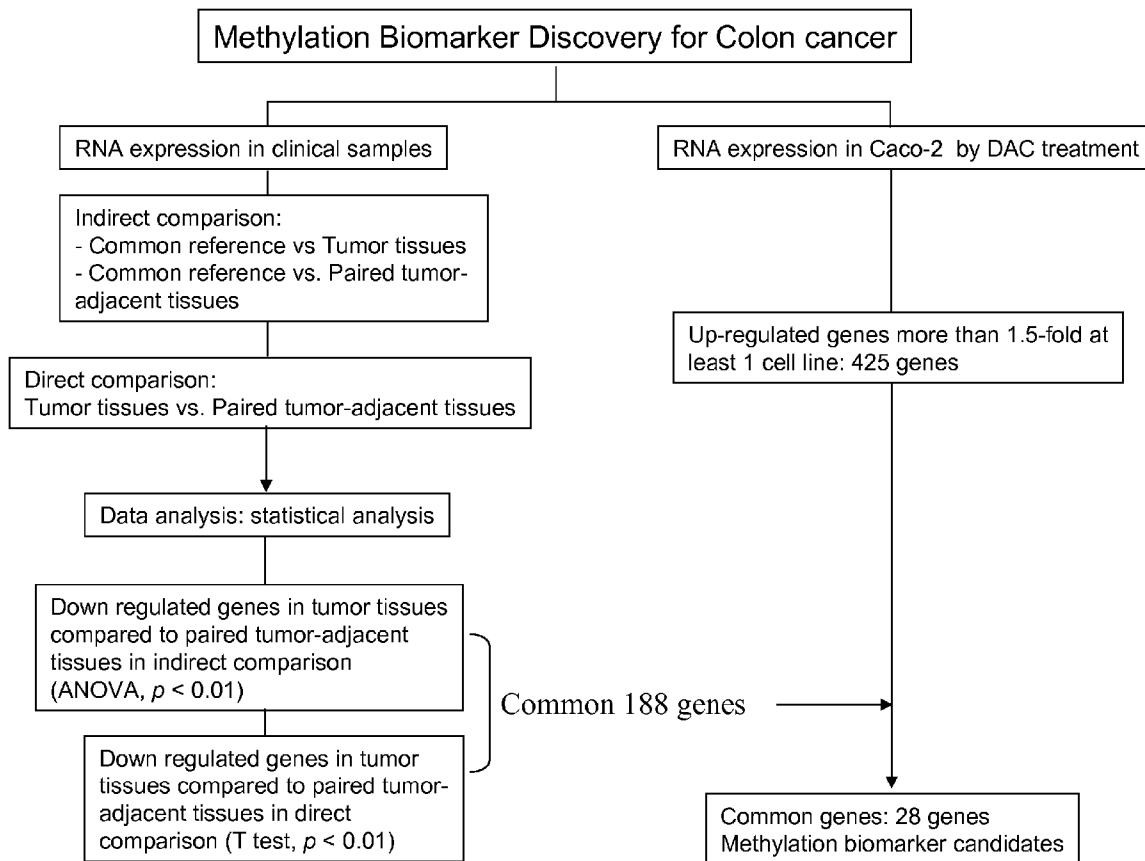 Methylation Biomarker Discovery for Colon cancer
RNA expression in clinical samples
RNA expression in Caco-2 by DAC treatment
Indirect comparison:
- Common reference vs Tumor tissues
- Common reference vs. Paired tumor-
adjacent tissues
Up-regulated genes more than 1.5-fold at
least 1 cell line: 425 genes
Direct comparison:
Tumor tissues vs. Paired tumor-adjacent tissues
Data analysis: statistical analysis
Down regulated genes in tumor tissues
compared to paired tumor-adjacent
tissues in indirect comparison
(ANOVA, p < 0.01)
Common 188 genes
Down regulated genes in tumor
tissues compared to paired tumor-
adjacent tissues in direct
comparison (T test, p < 0.01)
Common genes: 28 genes
Methylation biomarker candidates